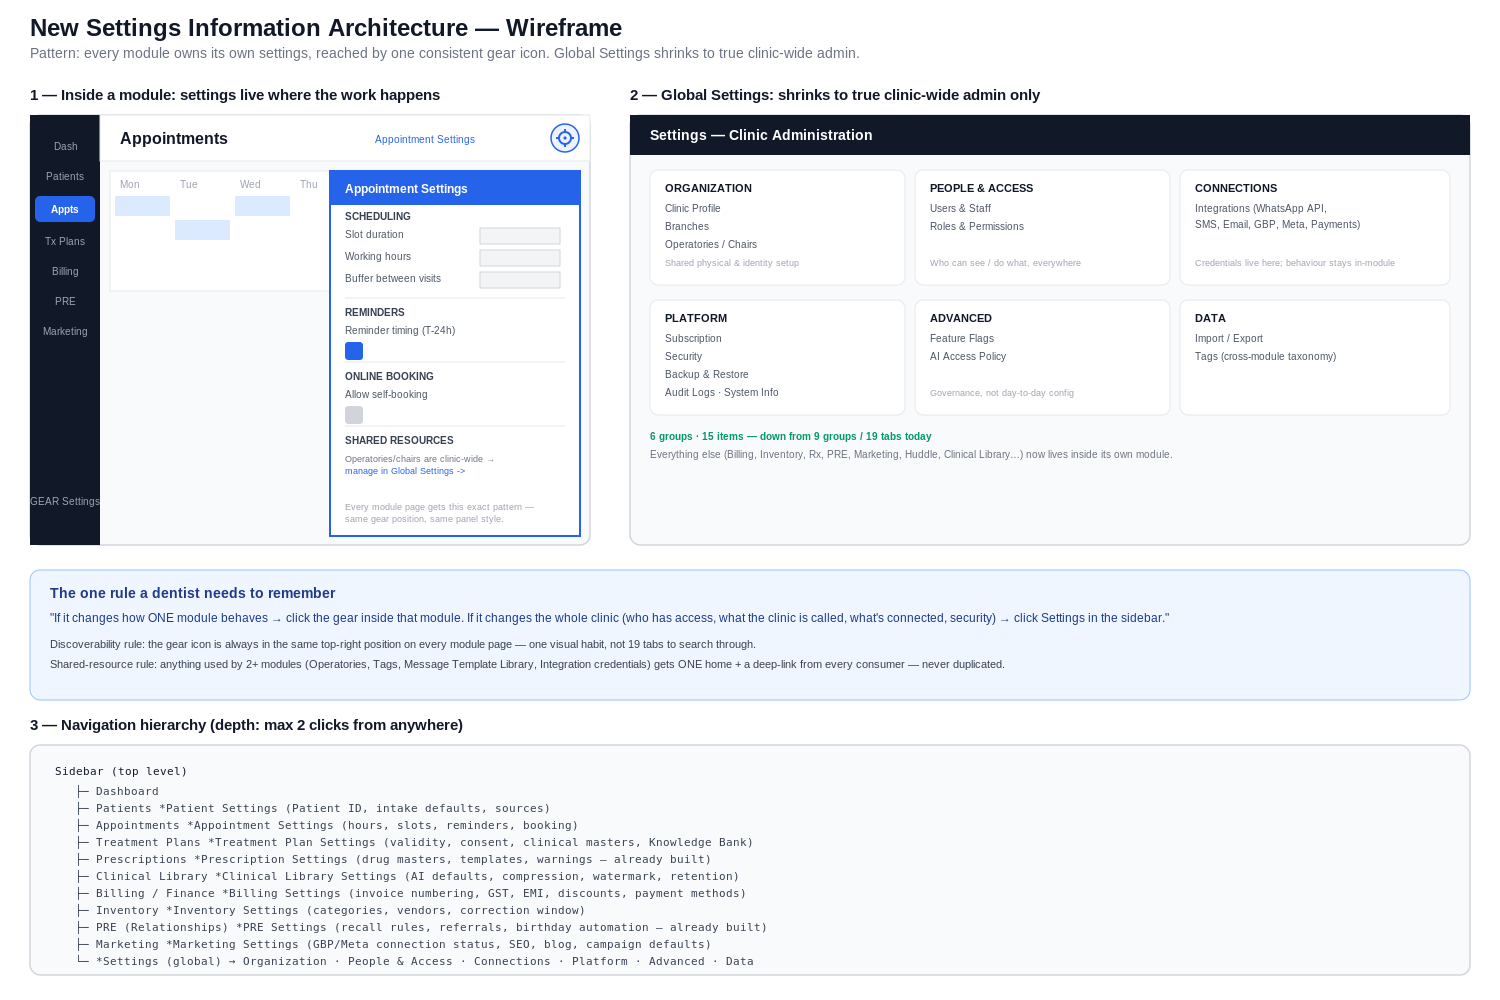 New Settings Information Architecture — Wireframe
Pattern: every module owns its own settings, reached by one consistent gear icon. Global Settings shrinks to true clinic-wide admin.
1 — Inside a module: settings live where the work happens
Dash
Patients
Appts
Tx Plans
Billing
PRE
Marketing
GEAR Settings
Appointments
Appointment Settings
Mon Tue Wed Thu
Appointment Settings
SCHEDULING
Slot duration
Working hours
Buffer between visits
REMINDERS
Reminder timing (T-24h)
ONLINE BOOKING
Allow self-booking
SHARED RESOURCES
Operatories/chairs are clinic-wide →
manage in Global Settings ->
Every module page gets this exact pattern —
same gear position, same panel style.
2 — Global Settings: shrinks to true clinic-wide admin only
Settings — Clinic Administration
ORGANIZATION
Clinic Profile
Branches
Operatories / Chairs
Shared physical & identity setup
PEOPLE & ACCESS
Users & Staff
Roles & Permissions
Who can see / do what, everywhere
CONNECTIONS
Integrations (WhatsApp API,
SMS, Email, GBP, Meta, Payments)
Credentials live here; behaviour stays in-module
PLATFORM
Subscription
Security
Backup & Restore
Audit Logs · System Info
ADVANCED
Feature Flags
AI Access Policy
Governance, not day-to-day config
DATA
Import / Export
Tags (cross-module taxonomy)
6 groups · 15 items — down from 9 groups / 19 tabs today
Everything else (Billing, Inventory, Rx, PRE, Marketing, Huddle, Clinical Library…) now lives inside its own module.
The one rule a dentist needs to remember
"If it changes how ONE module behaves → click the gear inside that module. If it changes the whole clinic (who has access, what the clinic is called, what's connected, security) → click Settings in the sidebar."
Discoverability rule: the gear icon is always in the same top-right position on every module page — one visual habit, not 19 tabs to search through.
Shared-resource rule: anything used by 2+ modules (Operatories, Tags, Message Template Library, Integration credentials) gets ONE home + a deep-link from every consumer — never duplicated.
3 — Navigation hierarchy (depth: max 2 clicks from anywhere)
Sidebar (top level)
├─ Dashboard
├─ Patients *Patient Settings (Patient ID, intake defaults, sources)
├─ Appointments *Appointment Settings (hours, slots, reminders, booking)
├─ Treatment Plans *Treatment Plan Settings (validity, consent, clinical masters, Knowledge Bank)
├─ Prescriptions *Prescription Settings (drug masters, templates, warnings — already built)
├─ Clinical Library *Clinical Library Settings (AI defaults, compression, watermark, retention)
├─ Billing / Finance *Billing Settings (invoice numbering, GST, EMI, discounts, payment methods)
├─ Inventory *Inventory Settings (categories, vendors, correction window)
├─ PRE (Relationships) *PRE Settings (recall rules, referrals, birthday automation — already built)
├─ Marketing *Marketing Settings (GBP/Meta connection status, SEO, blog, campaign defaults)
└─ *Settings (global) → Organization · People & Access · Connections · Platform · Advanced · Data